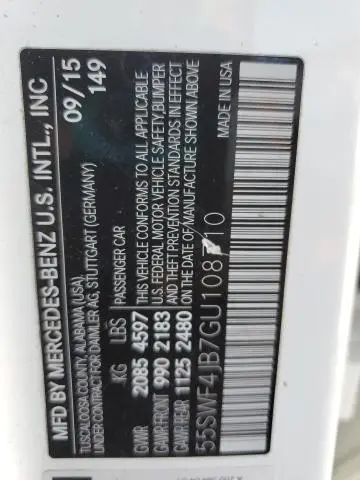 MFD BY MERCEDES-BENZ U.S. INTL., INC
TUSCALOOSA COUNTY, ALABAMA (USA)
UNDER CONTRACT FOR DAIMLER AG, STUTTGART (GERMANY)
09/15
149
KG LBS
GVWR 2085 4597
GAWR FRONT 990 2183
GAWR REAR 1125 2480
PASSENGER CAR
THIS VEHICLE CONFORMS TO ALL APPLICABLE
U.S. FEDERAL MOTOR VEHICLE SAFETY, BUMPER
AND THEFT PREVENTION STANDARDS IN EFFECT
ON THE DATE OF MANUFACTURE SHOWN ABOVE
MADE IN USA